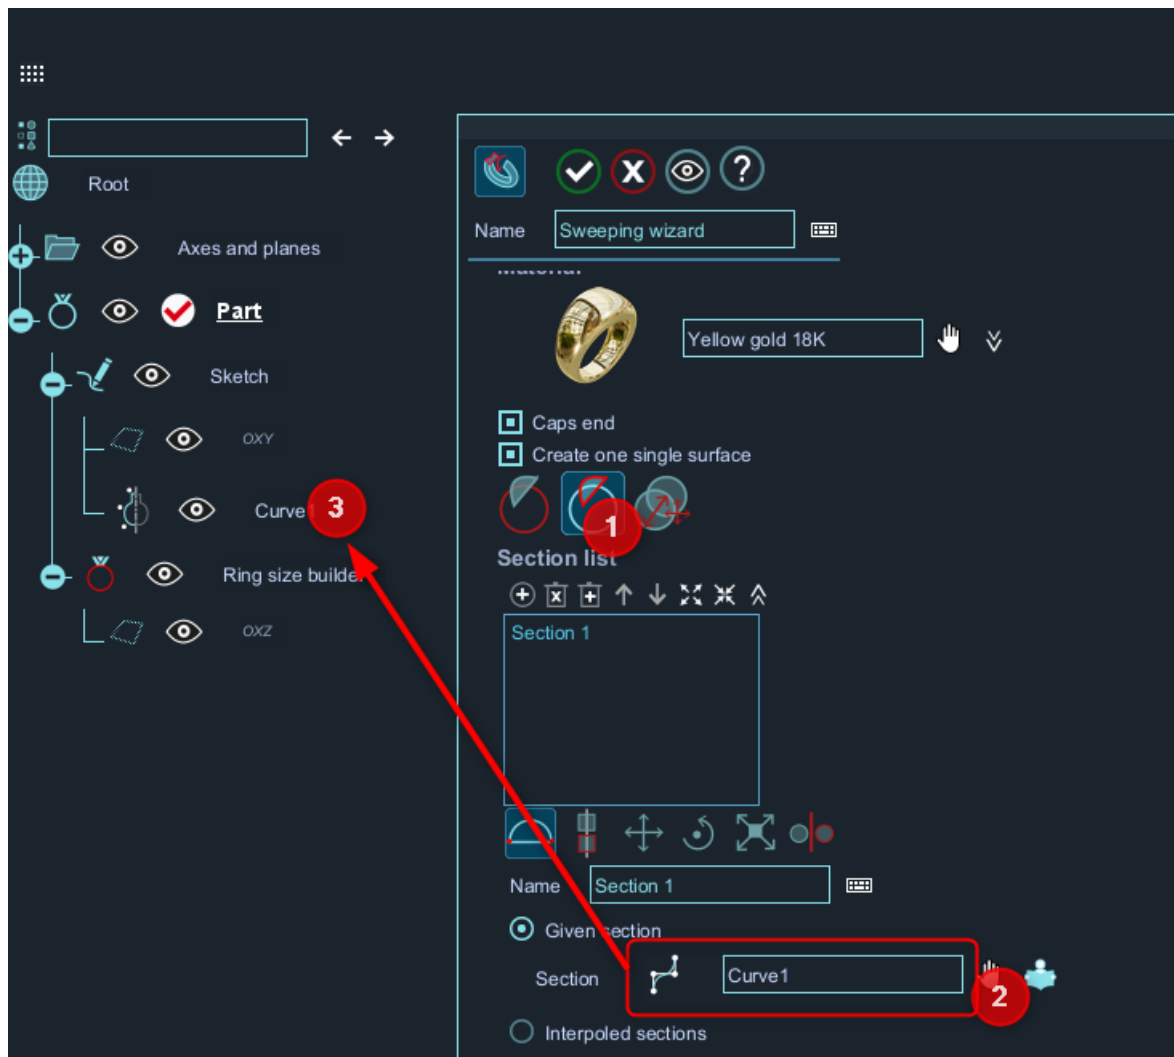 Root
Axes and planes
Part
Sketch
OXY
Curve1
3
Ring size builder
OXZ
?
Name Sweeping wizard
Material
Yellow gold 18K
Caps end
Create one single surface
1
Section list
Section 1
Name Section 1
Given section
Section Curve1
2
Interpoled sections